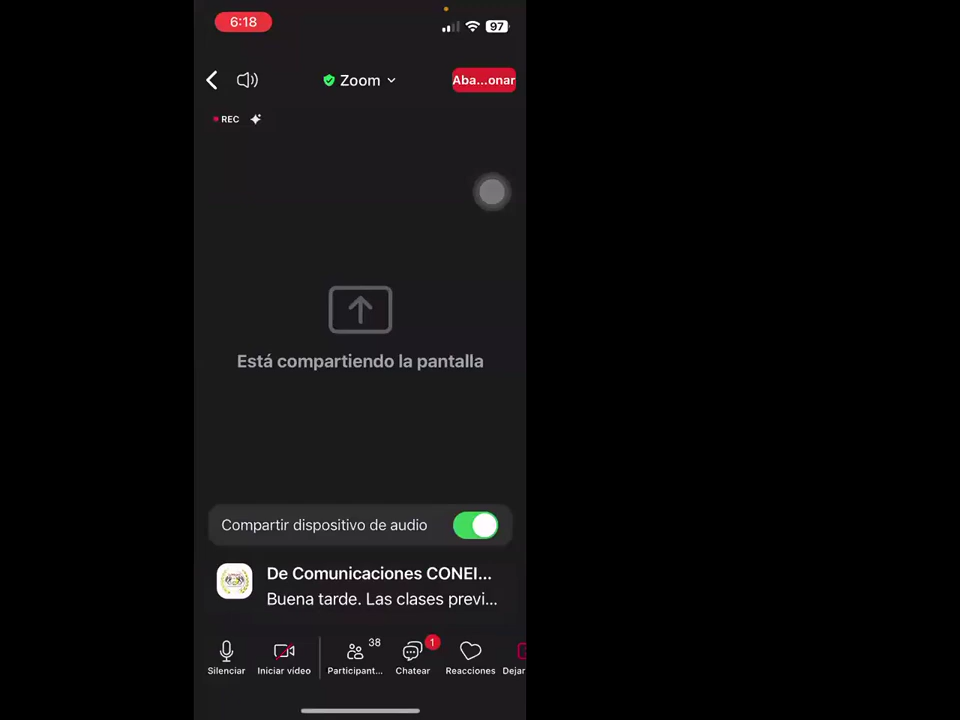 6:18
97
Zoom
Aba...onar
REC
Está compartiendo la pantalla
Compartir dispositivo de audio
De Comunicaciones CONEI...
Buena tarde. Las clases previ...
38
1
Silenciar
Iniciar vídeo
Participant...
Chatear
Reacciones
Dejar